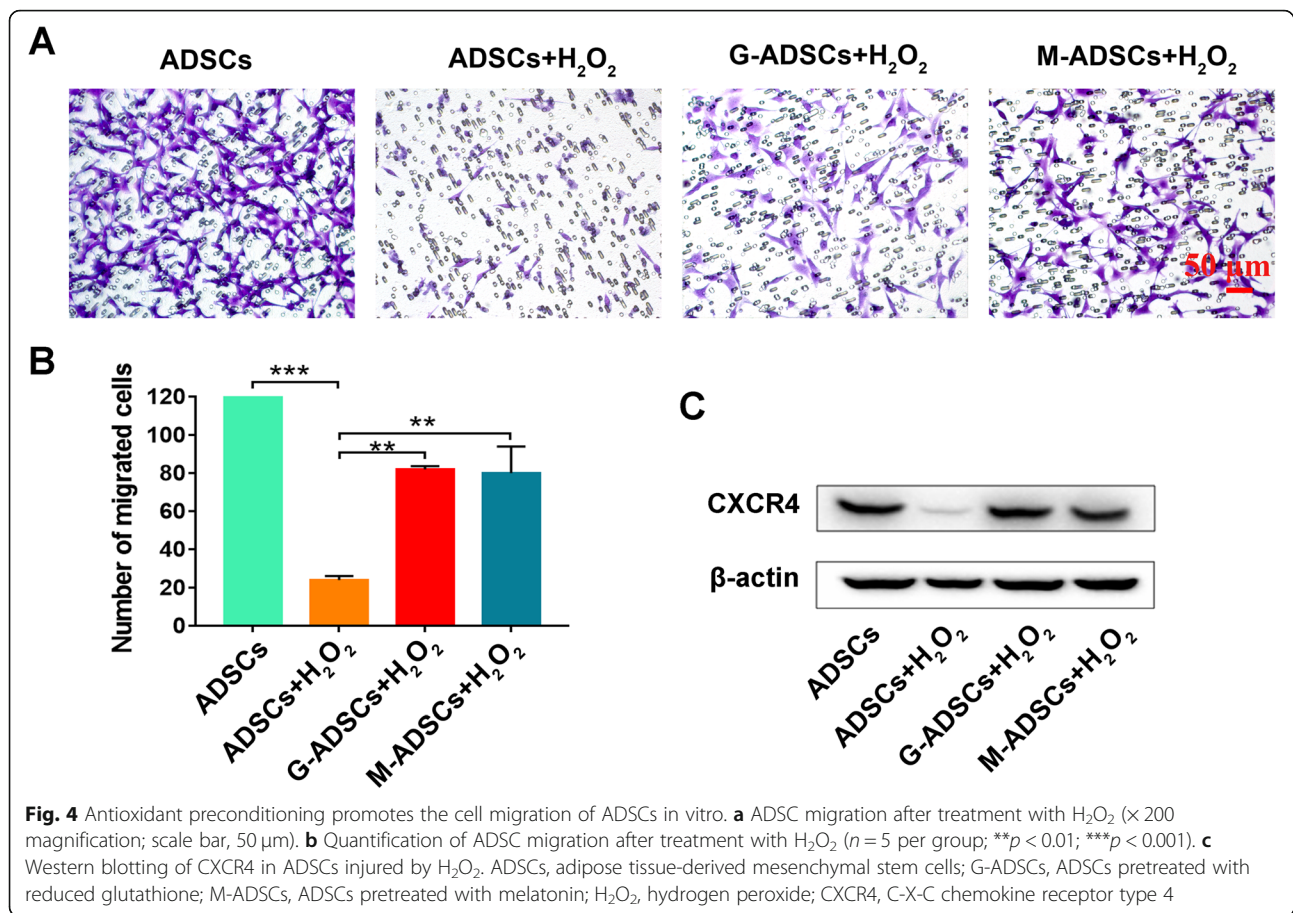 A
ADSCs
ADSCs+H₂O₂
G-ADSCs+H₂O₂
M-ADSCs+H₂O₂
50 μm
B
Number of migrated cells
120
100
80
60
40
20
0
***
**
**
ADSCs
ADSCs+H₂O₂
G-ADSCs+H₂O₂
M-ADSCs+H₂O₂
C
CXCR4
β-actin
ADSCs
ADSCs+H₂O₂
G-ADSCs+H₂O₂
M-ADSCs+H₂O₂
Fig. 4 Antioxidant preconditioning promotes the cell migration of ADSCs in vitro. a ADSC migration after treatment with H₂O₂ (× 200
magnification; scale bar, 50 μm). b Quantification of ADSC migration after treatment with H₂O₂ (n = 5 per group; **p < 0.01; ***p < 0.001). c
Western blotting of CXCR4 in ADSCs injured by H₂O₂. ADSCs, adipose tissue-derived mesenchymal stem cells; G-ADSCs, ADSCs pretreated with
reduced glutathione; M-ADSCs, ADSCs pretreated with melatonin; H₂O₂, hydrogen peroxide; CXCR4, C-X-C chemokine receptor type 4